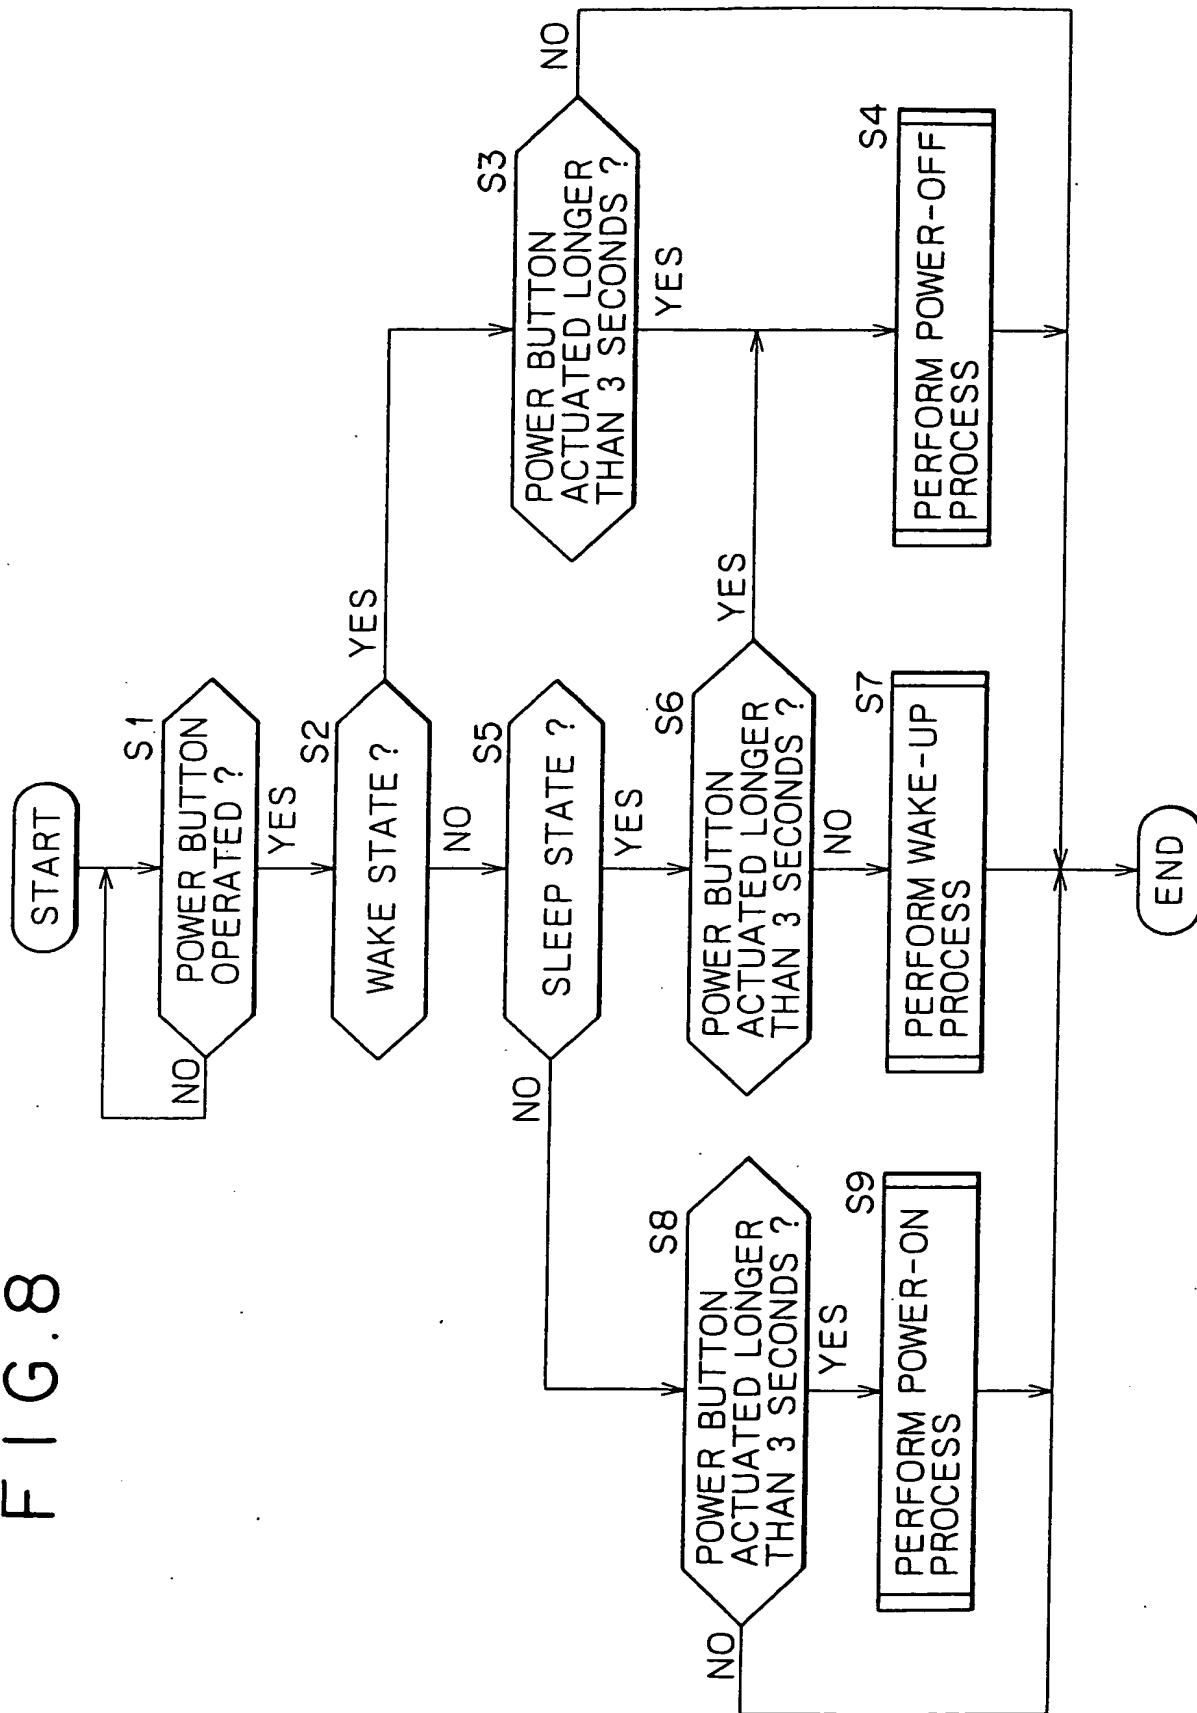 FIG.8
START
S1
POWER BUTTON
OPERATED ?
NO
YES
S2
WAKE STATE ?
YES
NO
S3
POWER BUTTON
ACTUATED LONGER
THAN 3 SECONDS ?
NO
YES
S5
SLEEP STATE ?
NO
YES
S6
POWER BUTTON
ACTUATED LONGER
THAN 3 SECONDS ?
YES
NO
S8
POWER BUTTON
ACTUATED LONGER
THAN 3 SECONDS ?
NO
YES
S9
PERFORM POWER-ON
PROCESS
S7
PERFORM WAKE-UP
PROCESS
S4
PERFORM POWER-OFF
PROCESS
END